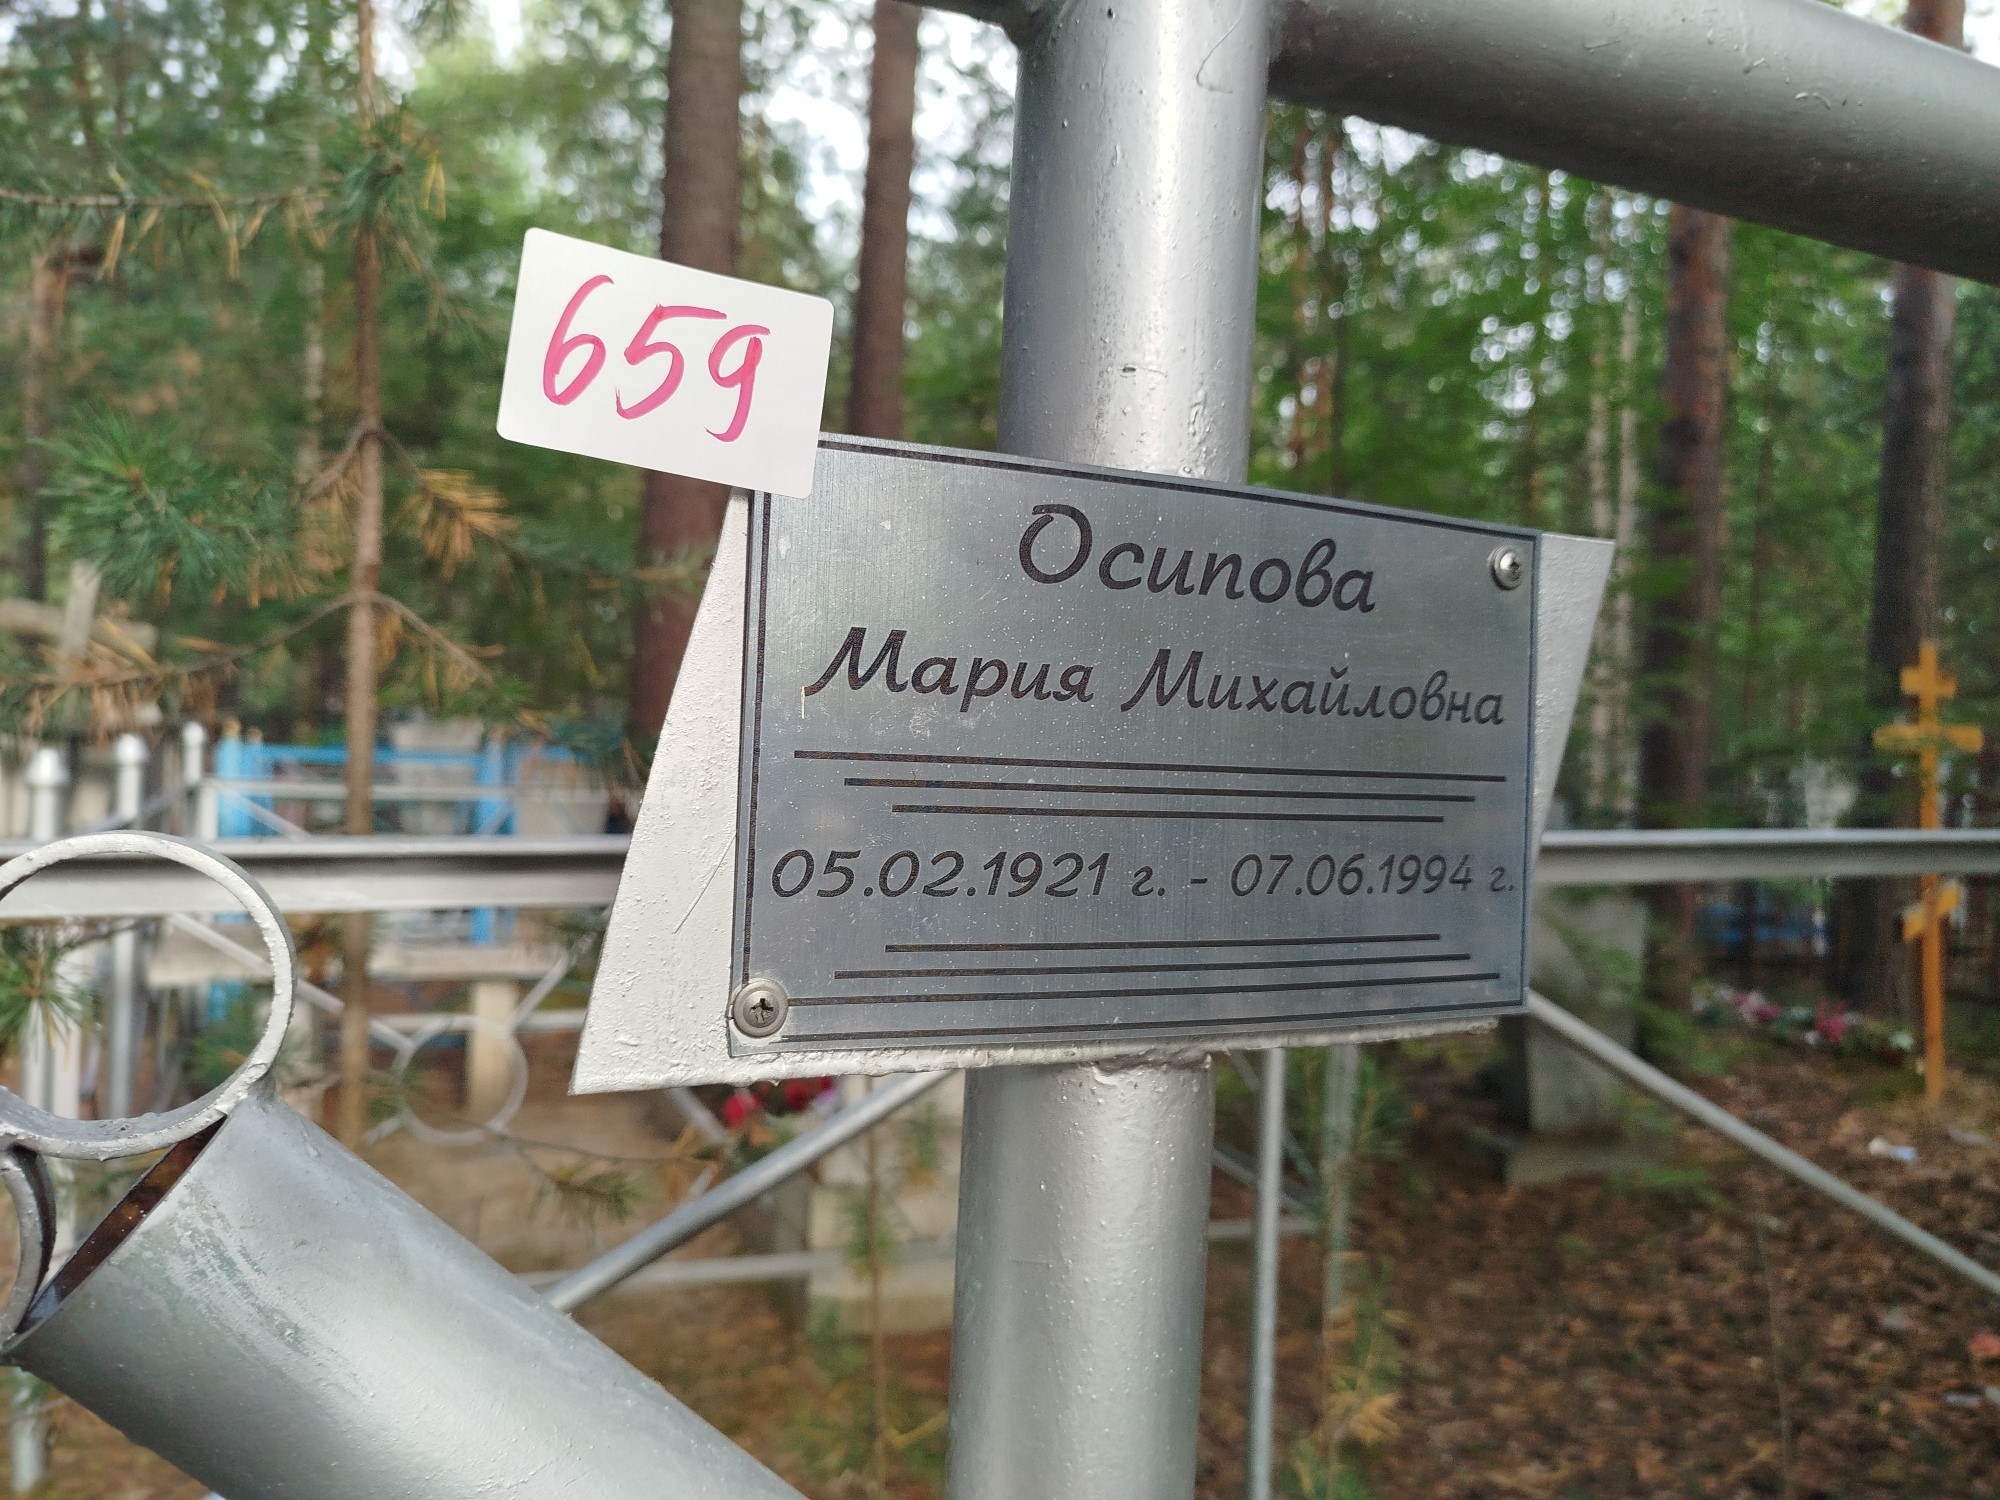 659
Осипова
Мария Михайловна
05.02.1921 г. - 07.06.1994 г.